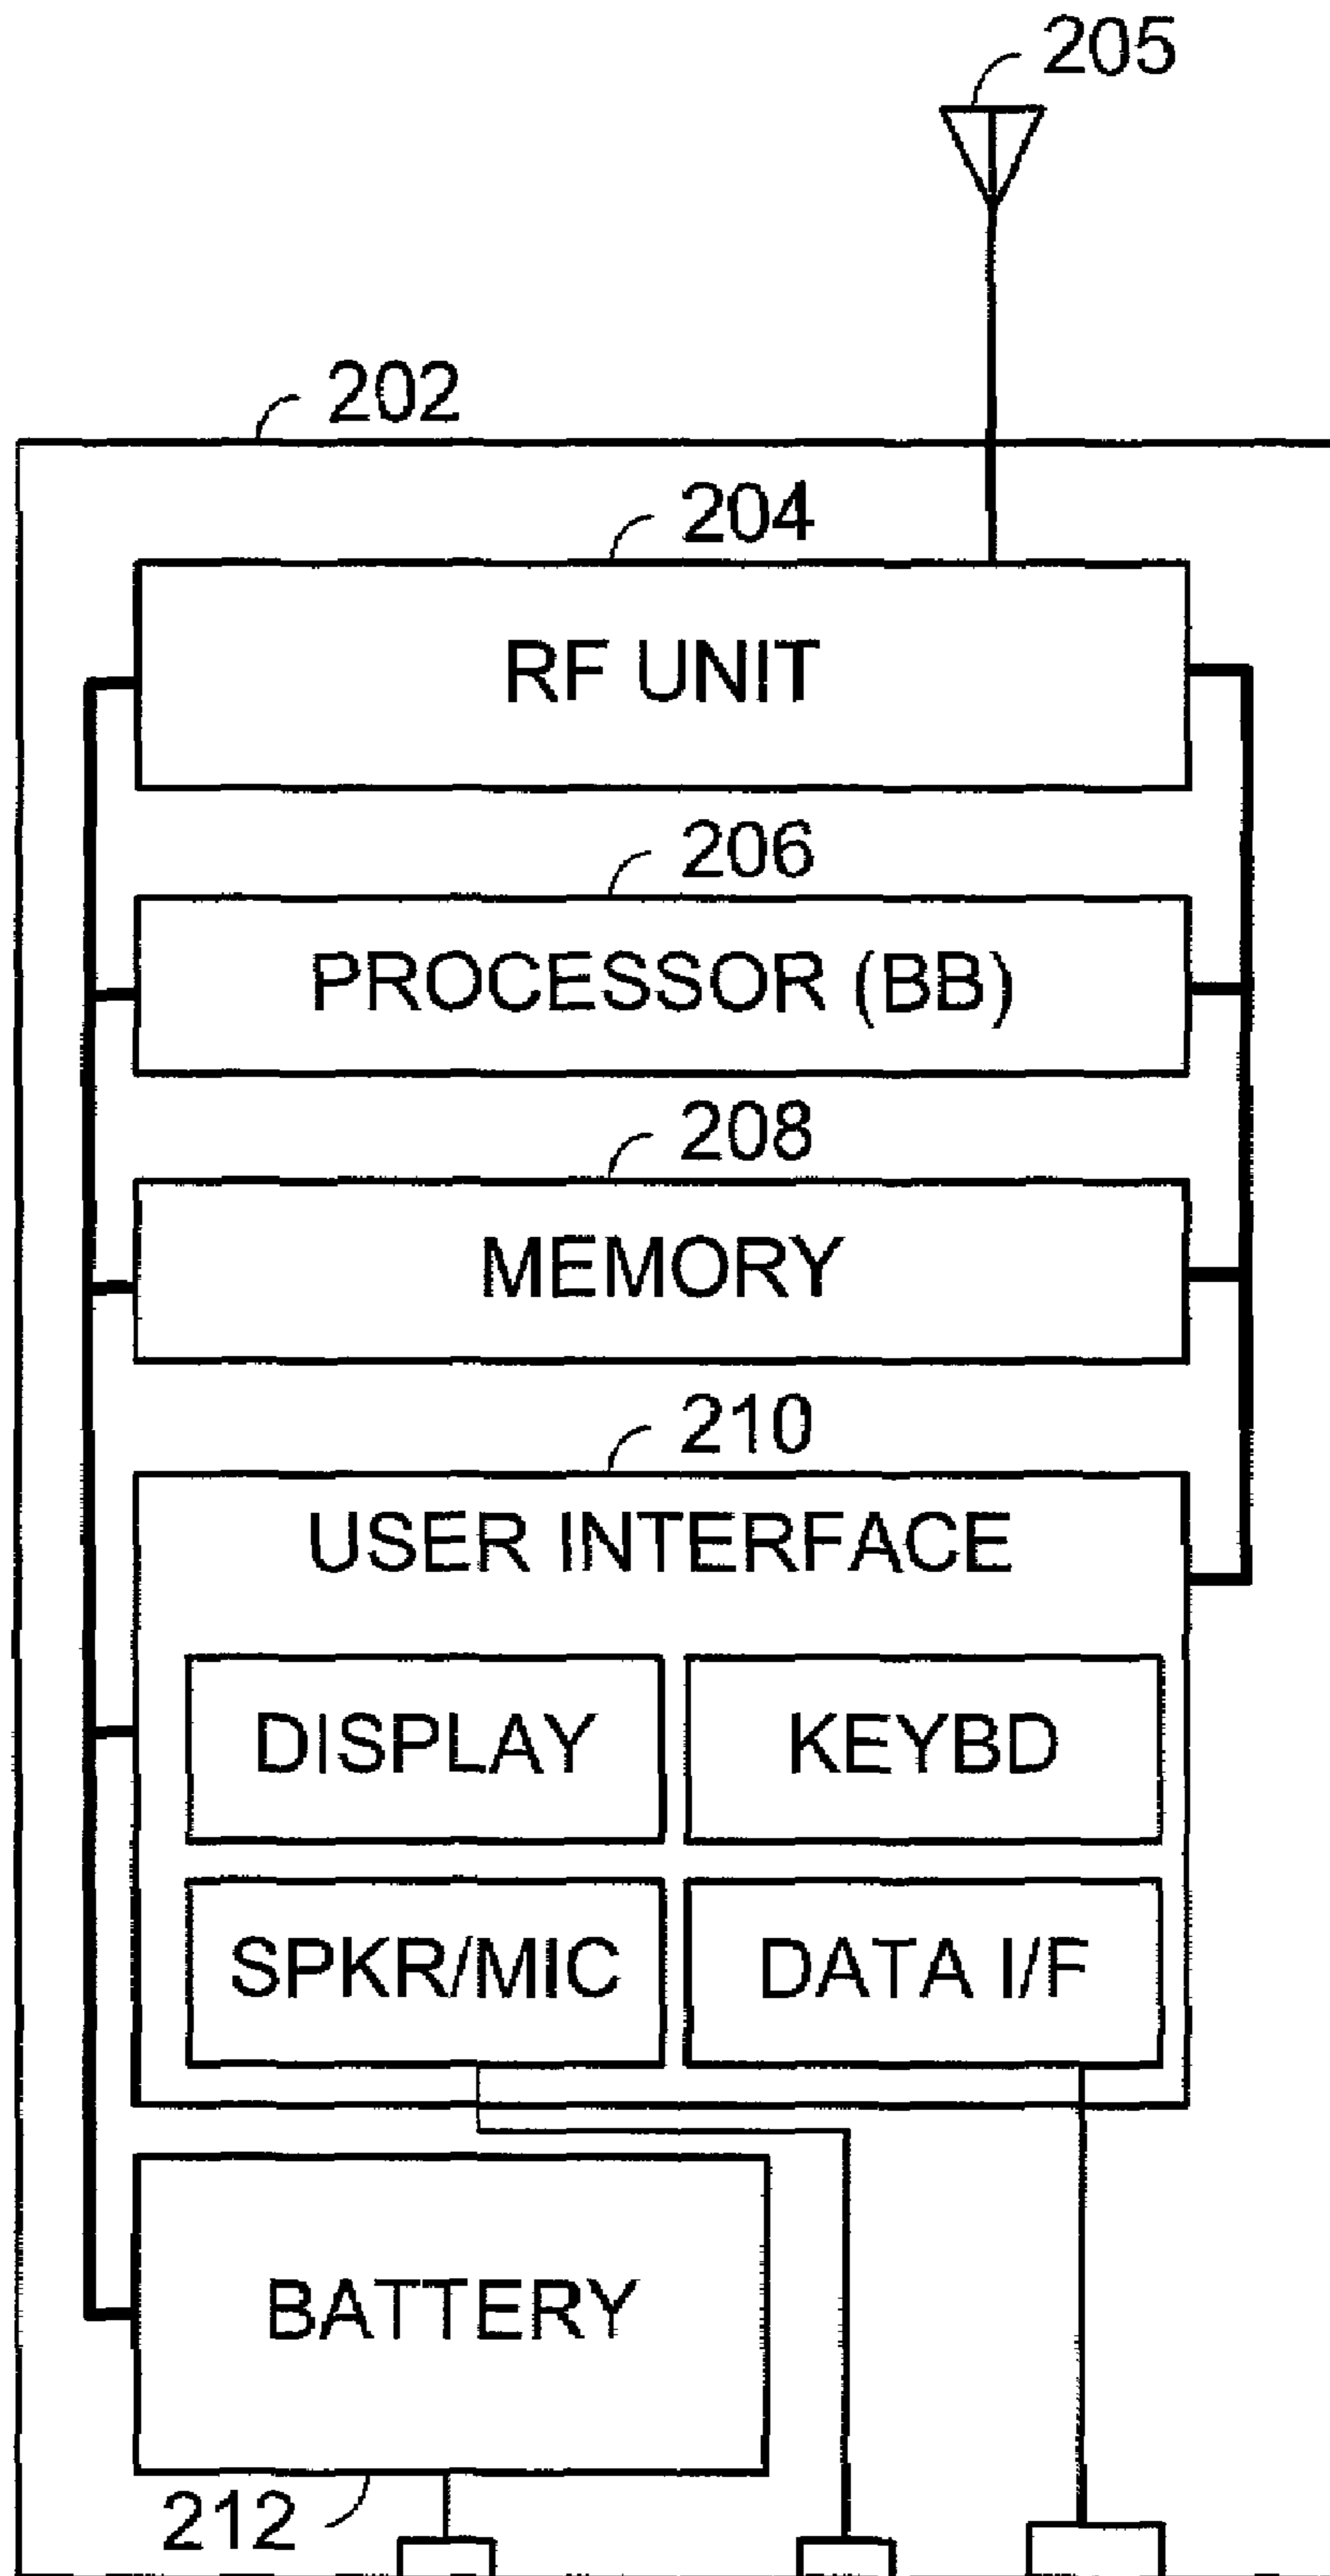 205
202
204
RF UNIT
206
PROCESSOR (BB)
208
MEMORY
210
USER INTERFACE
DISPLAY
KEYBD
SPKR/MIC
DATA I/F
BATTERY
212